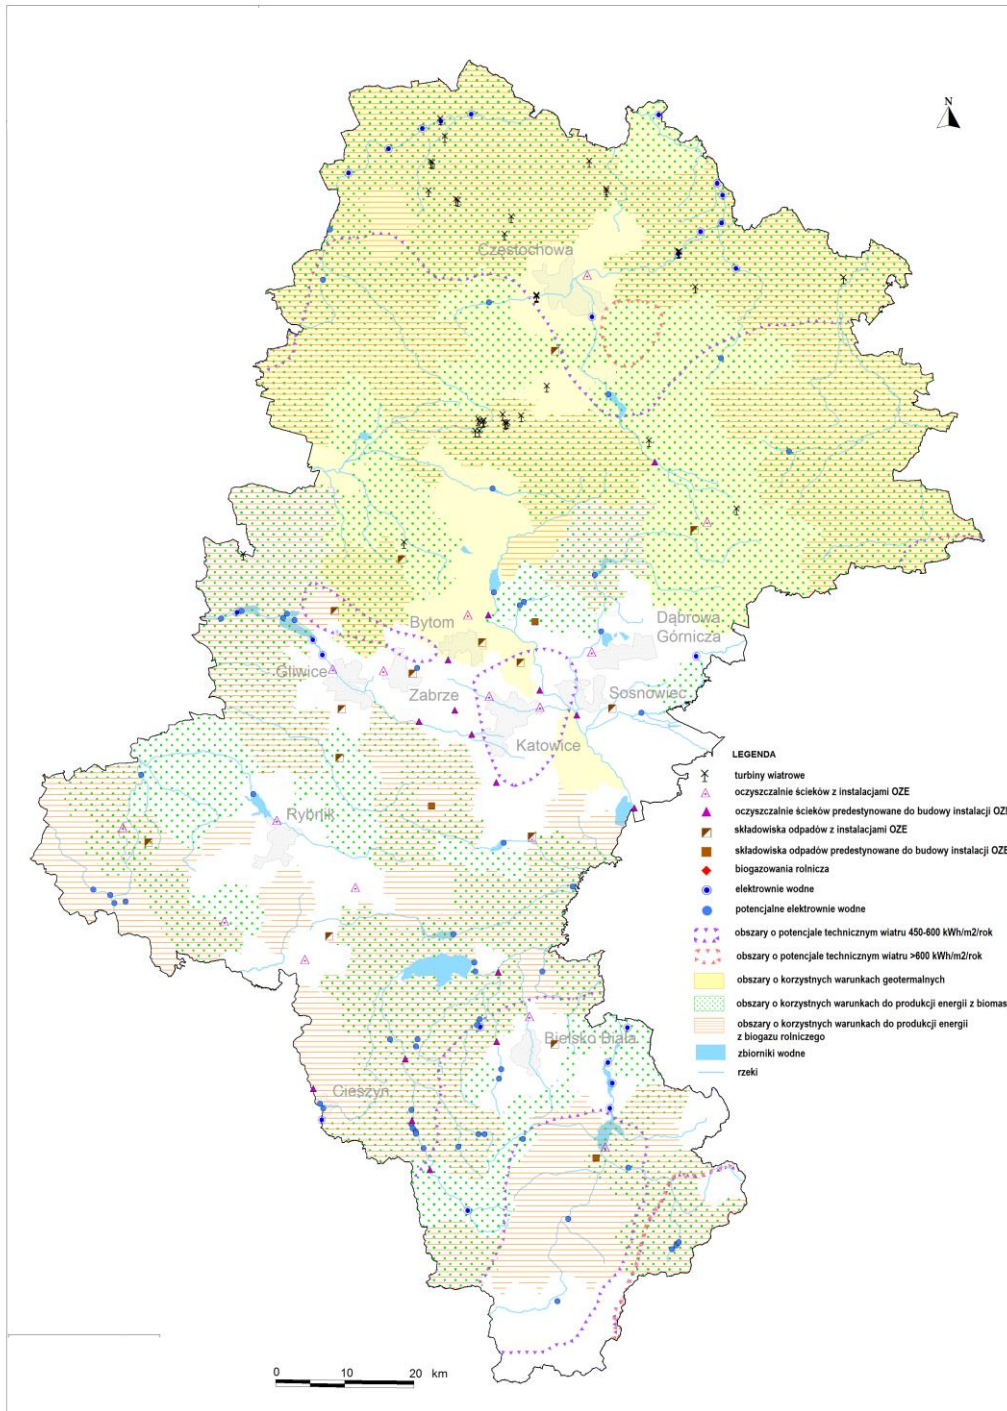 N
Częstochowa
Bytom
Dąbrowa
Górnicza
Gliwice
Zabrze
Sosnowiec
Katowice
Rybnik
Bielsko Biała
Cieszyn
LEGENDA
turbiny wiatrowe
oczyszczalnie ścieków z instalacjami OZE
oczyszczalnie ścieków predestynowane do budowy instalacji OZE
składowiska odpadów z instalacjami OZE
składowiska odpadów predestynowane do budowy instalacji OZE
biogazowania rolnicza
elektrownie wodne
potencjalne elektrownie wodne
obszary o potencjale technicznym wiatru 450-600 kWh/m2/rok
obszary o potencjale technicznym wiatru >600 kWh/m2/rok
obszary o korzystnych warunkach geotermalnych
obszary o korzystnych warunkach do produkcji energii z biomas
obszary o korzystnych warunkach do produkcji energii
z biogazu rolniczego
zbiorniki wodne
rzeki
0 10 20 km